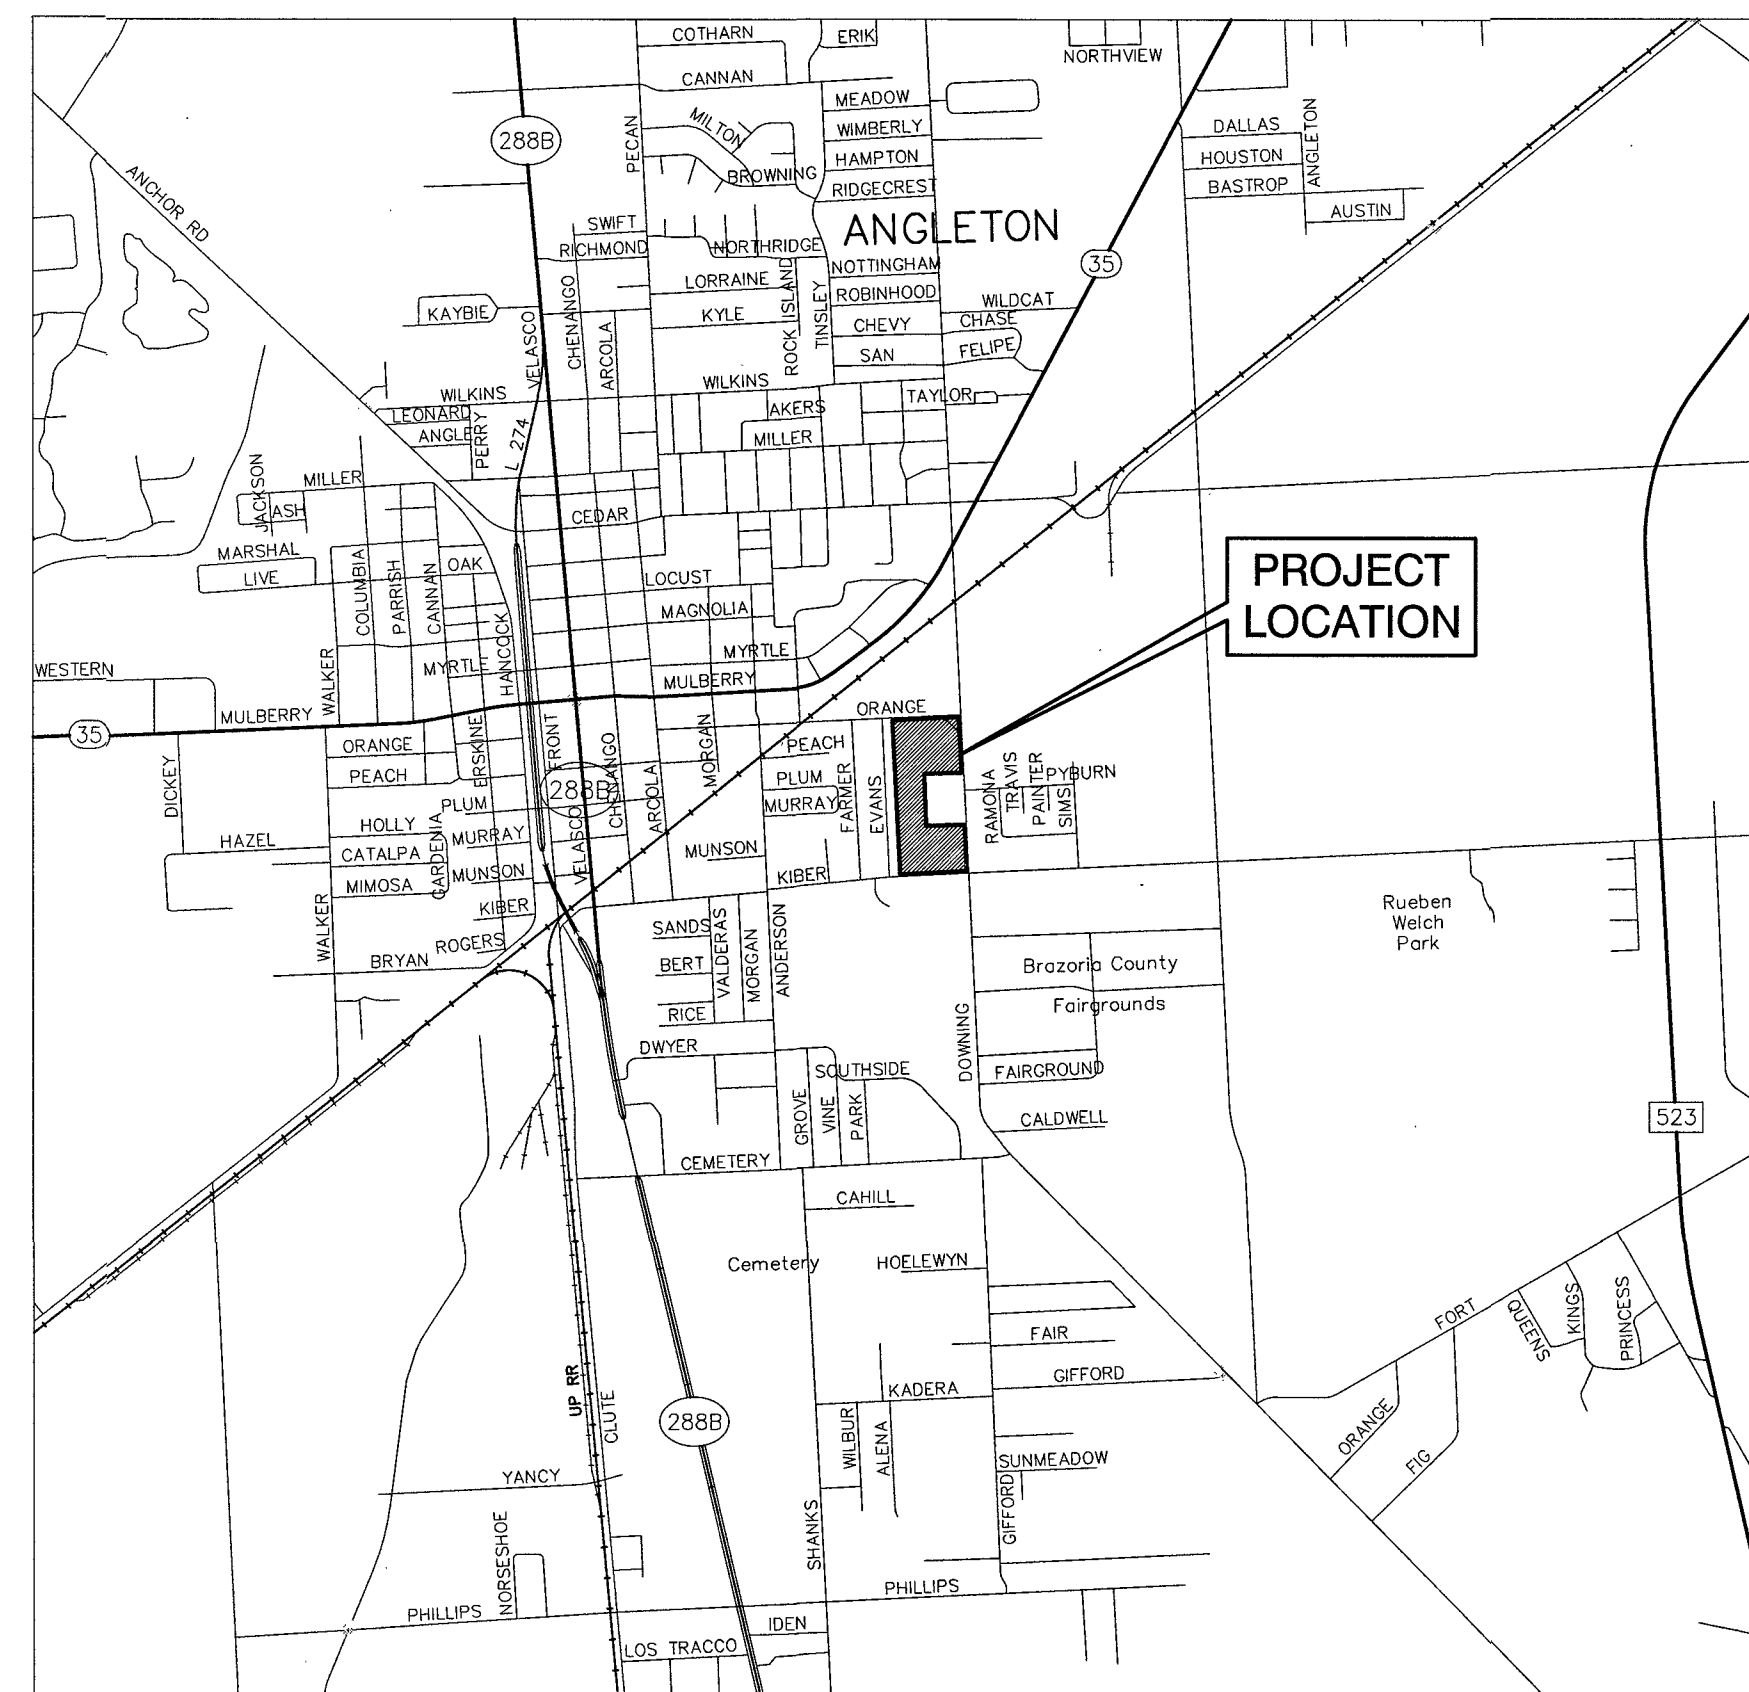 COTHARN
ERIK
NORTHVIEW
CANNAN
MEADOW
MILTON
WIMBERLY
DALLAS
288B
PECAN
HAMPTON
HOUSTON
ANGLETON
BROWNING
RIDGECREST
BASTROP
ANCHOR RD
AUSTIN
SWIFT
ANGLETON
RICHMOND
NORTHRIDGE
NOTTINGHAM
35
LORRAINE
ROCK ISLAND
ROBINHOOD
WILDCAT
KAYBIE
VELASCO
CHENANGO
ARCOLA
KYLE
TINSLEY
CHEVY
CHASE
SAN
FELIPE
WILKINS
WILKINS
TAYLOR
LEONARD
AKERS
ANGLE
PERRY
L 274
MILLER
JACKSON
MILLER
ASH
CEDAR
MARSHAL
LIVE
OAK
COLUMBIA
PARRISH
CANNAN
LOCUST
PROJECT
LOCATION
MAGNOLIA
HANCOCK
MYRTLE
MYRTLE
WESTERN
WALKER
MULBERRY
MULBERRY
35
ORANGE
ORANGE
ERSKINE
FRONT
CHENANGO
MORGAN
PEACH
DICKEY
PEACH
288B
ARCOLA
PLUM
FARMER
EVANS
RAMONA
TRAVIS
PAINTER
PYBURN
SIMS
PLUM
MURRAY
HOLLY
GARDENIA
MURRAY
VELASCO
HAZEL
CATALPA
MUNSON
MIMOSA
MUNSON
KIBER
KIBER
WALKER
Rueben
Welch
Park
SANDS
VALDERAS
MORGAN
ANDERSON
ROGERS
BRYAN
BERT
Brazoria County
Fairgrounds
RICE
DOWNING
DWYER
SOUTHSIDE
FAIRGROUND
GROVE
VINE
PARK
CALDWELL
523
CEMETERY
CAHILL
Cemetery
HOELEWYN
FORT
QUEENS
KINGS
PRINCESS
FAIR
GIFFORD
KADERA
UP RR
CLUTE
288B
WILBUR
ALENA
ORANGE
FIG
SUNMEADOW
YANCY
GIFFORD
NORSESHOE
SHANKS
PHILLIPS
PHILLIPS
IDEN
LOS TRACCO